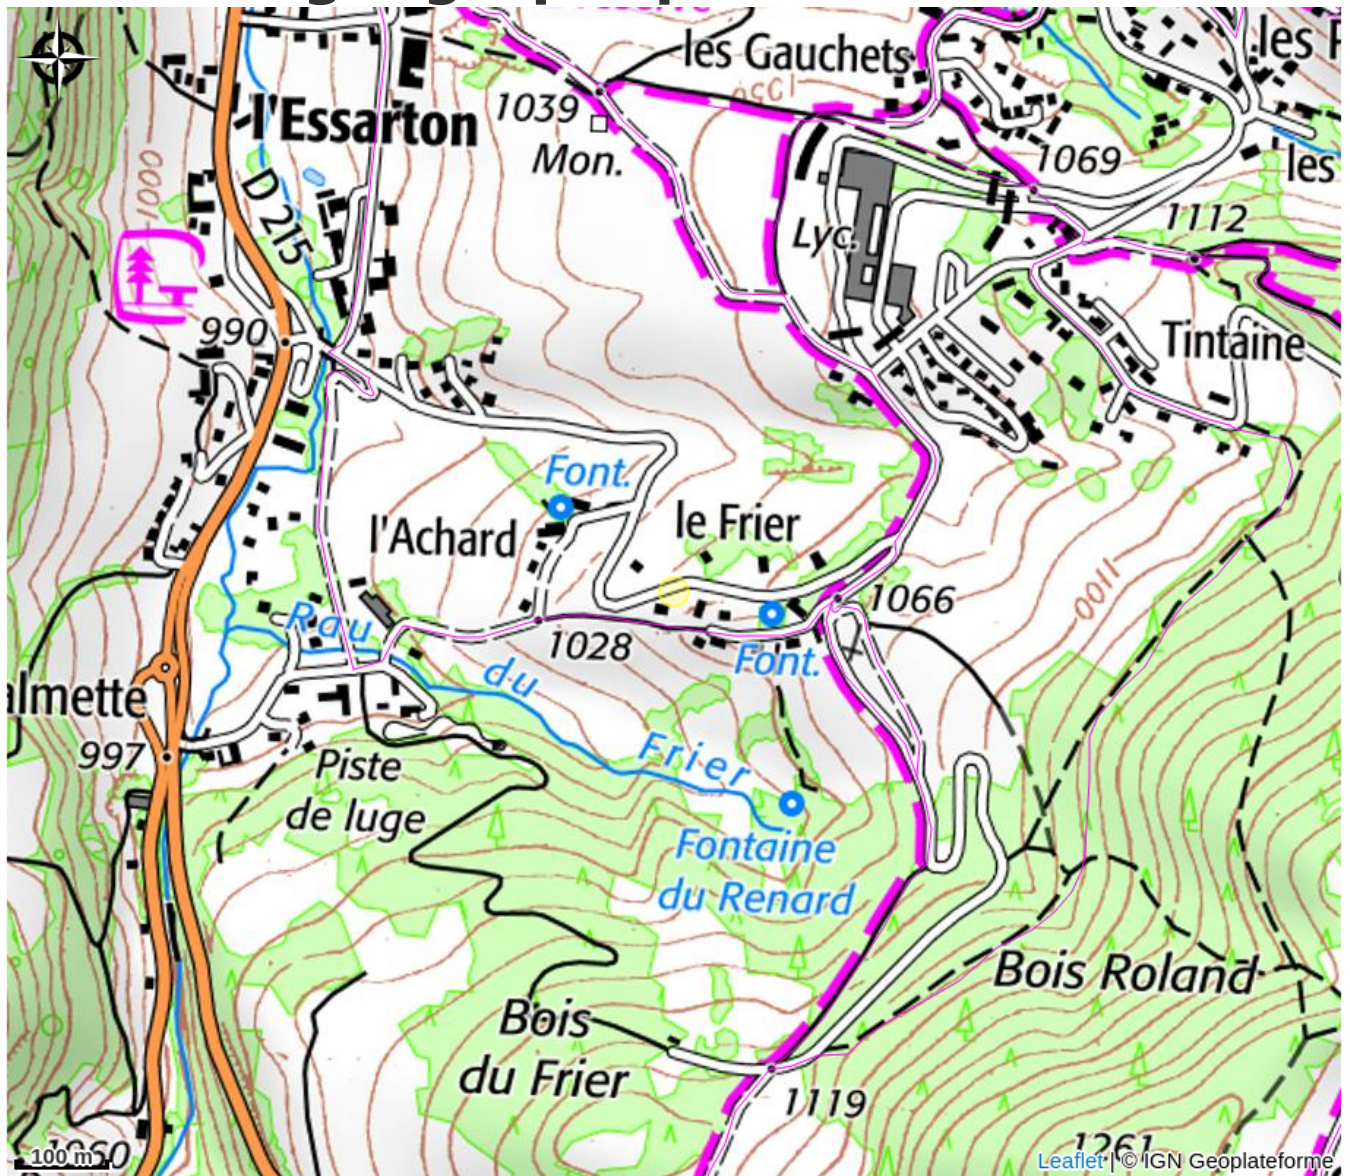 les Gauchets
1350
1039
Mon.
l'Essarton
1069
les
1000
D 215
Lyc.
1112
990
Tintaine
Font.
l'Achard
le Frier
1066
1100
1028
Font.
Rau
du
Frier
almette
997
Piste
de luge
Fontaine
du Renard
Bois Roland
Bois
du Frier
1119
1261
100 m
Leaflet | © IGN Geoplateforme